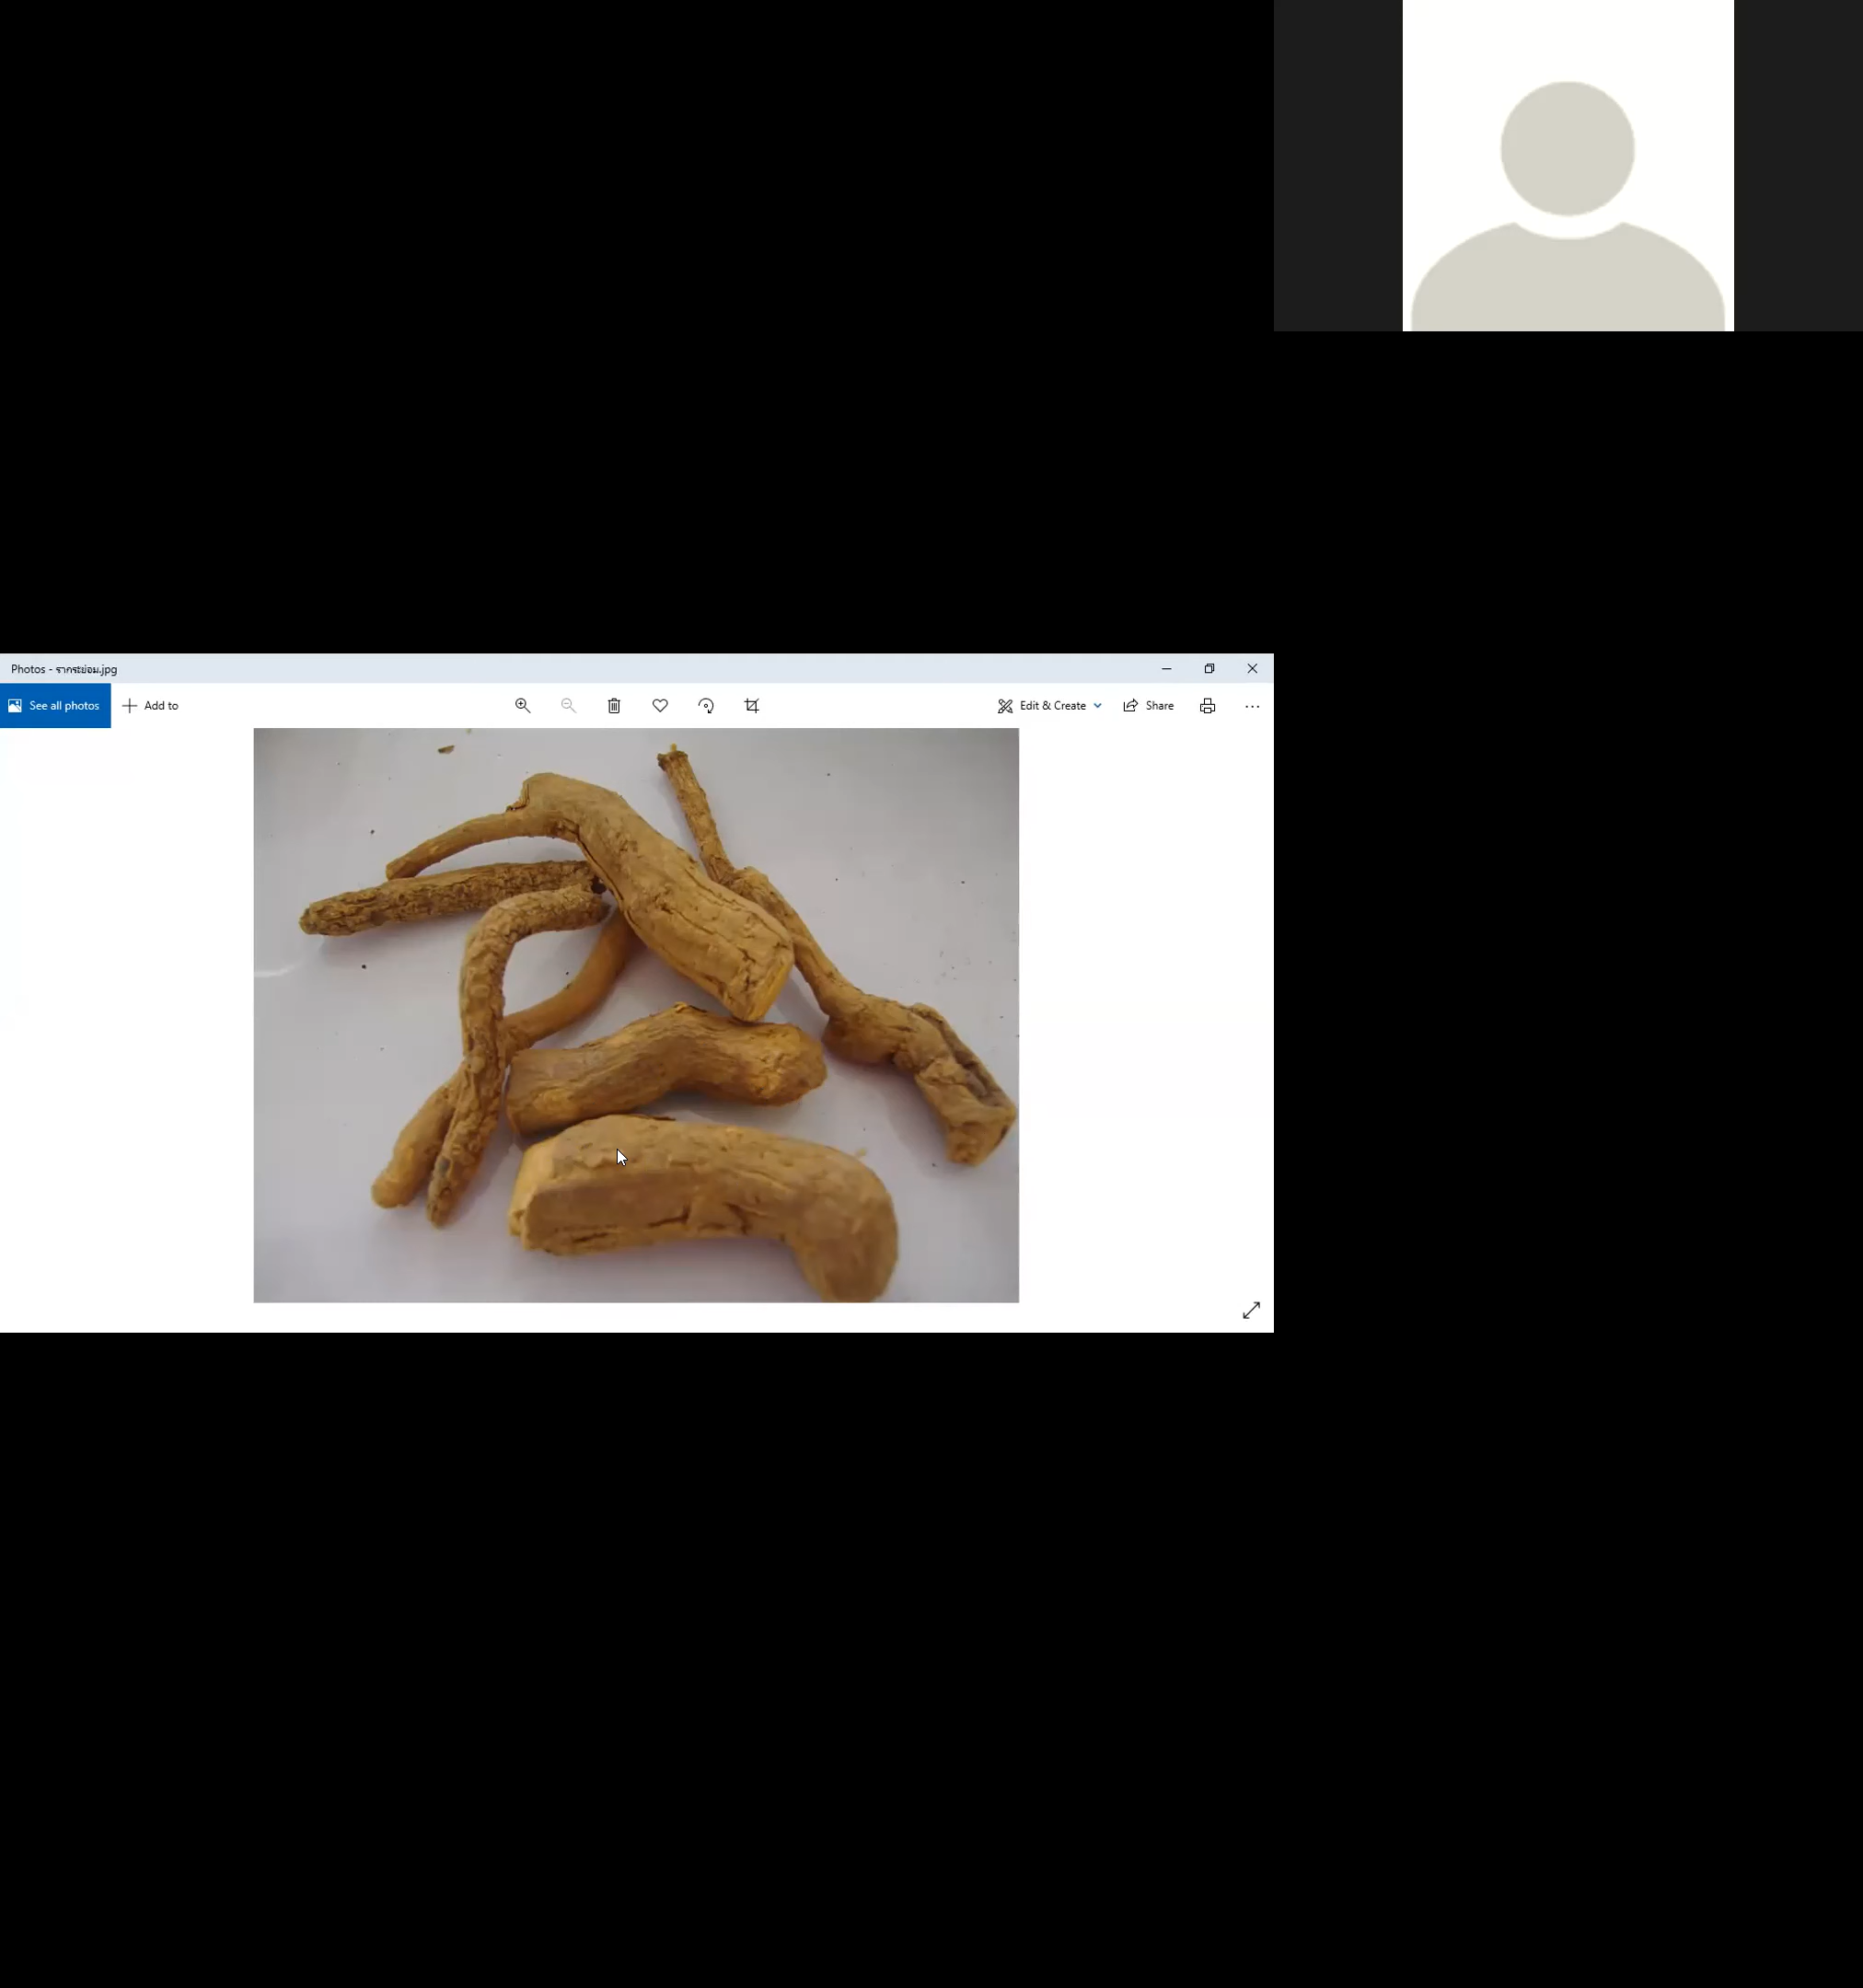 Photos - รากระย่อม.jpg
See all photos
Add to
Edit & Create
Share